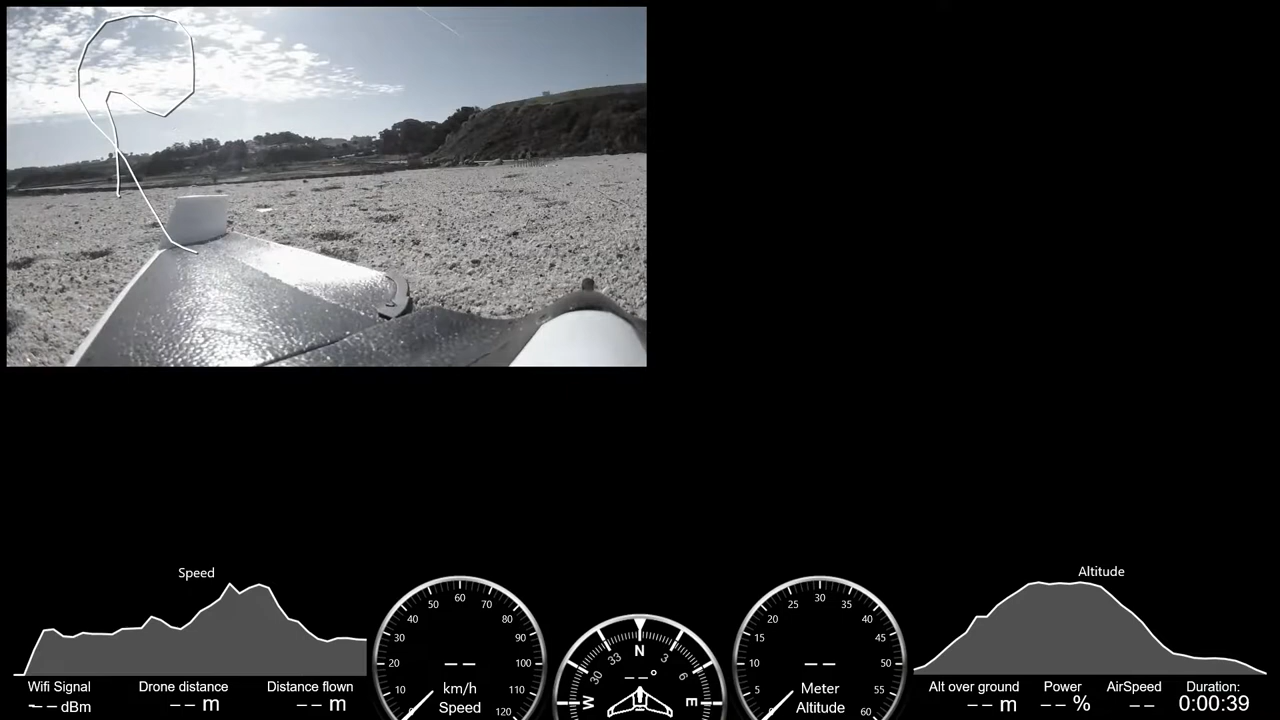 Speed
Altitude
10 20 30 40 50 60 70 80 90 100 110 120
-- km/h
Speed
30 33 N 3 6 E W
---°
5 10 15 20 25 30 35 40 45 50 55 60
-- Meter
Altitude
Wifi Signal Drone distance Distance flown
-- dBm -- m -- m
Alt over ground Power AirSpeed Duration:
-- m -- % -- 0:00:39